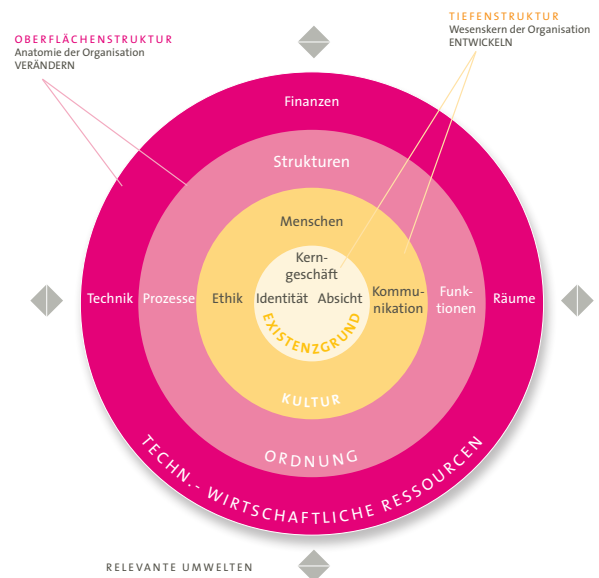 OBERFLÄCHENSTRUKTUR
Anatomie der Organisation
VERÄNDERN
TIEFENSTRUKTUR
Wesenskern der Organisation
ENTWICKELN
Finanzen
Strukturen
Menschen
Kern-
geschäft
Technik
Prozesse
Ethik
Identität
Absicht
Kommu-
nikation
Funk-
tionen
Räume
EXISTENZGRUND
KULTUR
ORDNUNG
TECHN.- WIRTSCHAFTLICHE RESSOURCEN
RELEVANTE UMWELTEN